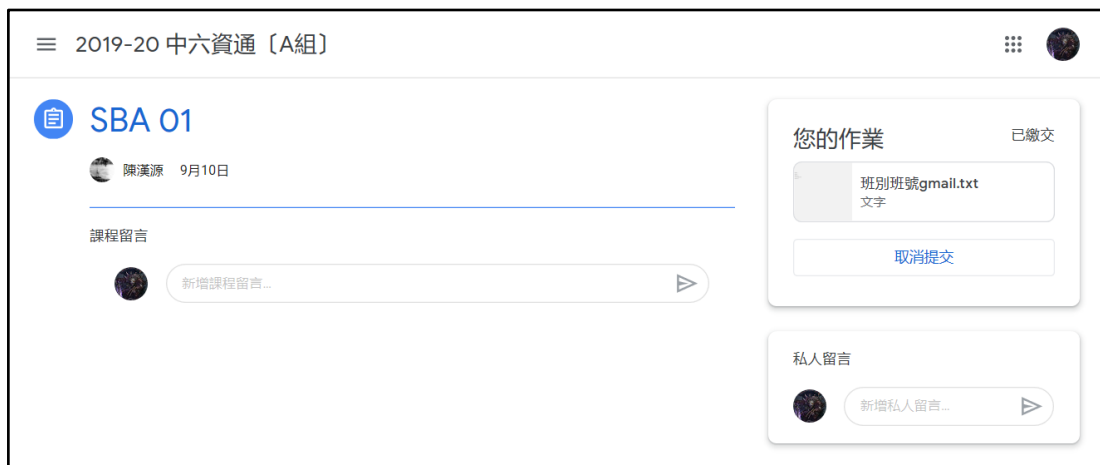 2019-20 中六資通〔A組〕
SBA 01
陳漢源 9月10日
課程留言
新增課程留言...
您的作業 已繳交
班別班號gmail.txt
文字
取消提交
私人留言
新增私人留言...